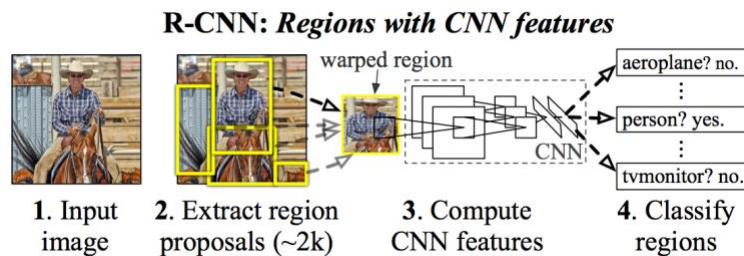 R-CNN: Regions with CNN features
warped region
aeroplane? no.
⋮
person? yes.
⋮
tvmonitor? no.
CNN
1. Input
image
2. Extract region
proposals (~2k)
3. Compute
CNN features
4. Classify
regions